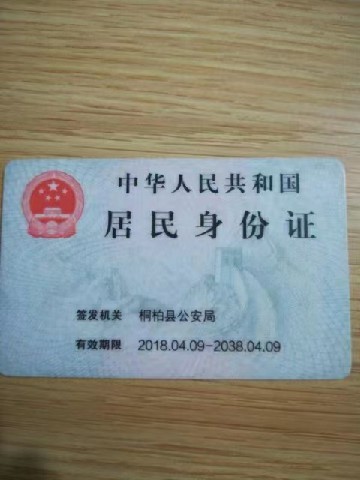 中华人民共和国
居民身份证
签发机关 桐柏县公安局
有效期限 2018.04.09-2038.04.09